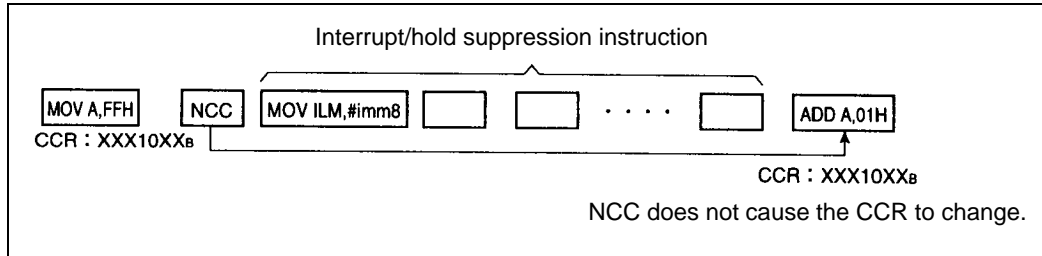 Interrupt/hold suppression instruction
MOV A,FFH NCC MOV ILM,#imm8 · · · · ADD A,01H
CCR : XXX10XXB
CCR : XXX10XXB
NCC does not cause the CCR to change.